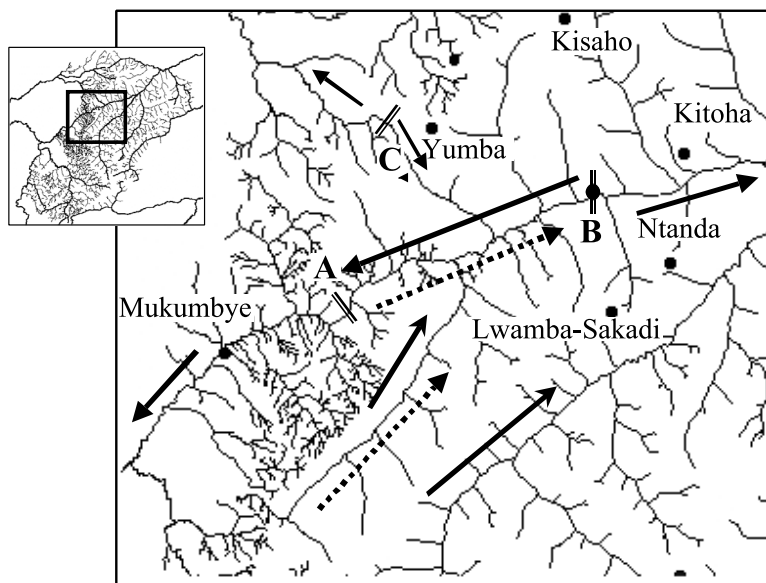 Kisaho
Kitoha
Yumba
C
B
Ntanda
A
Mukumbye
Lwamba-Sakadi